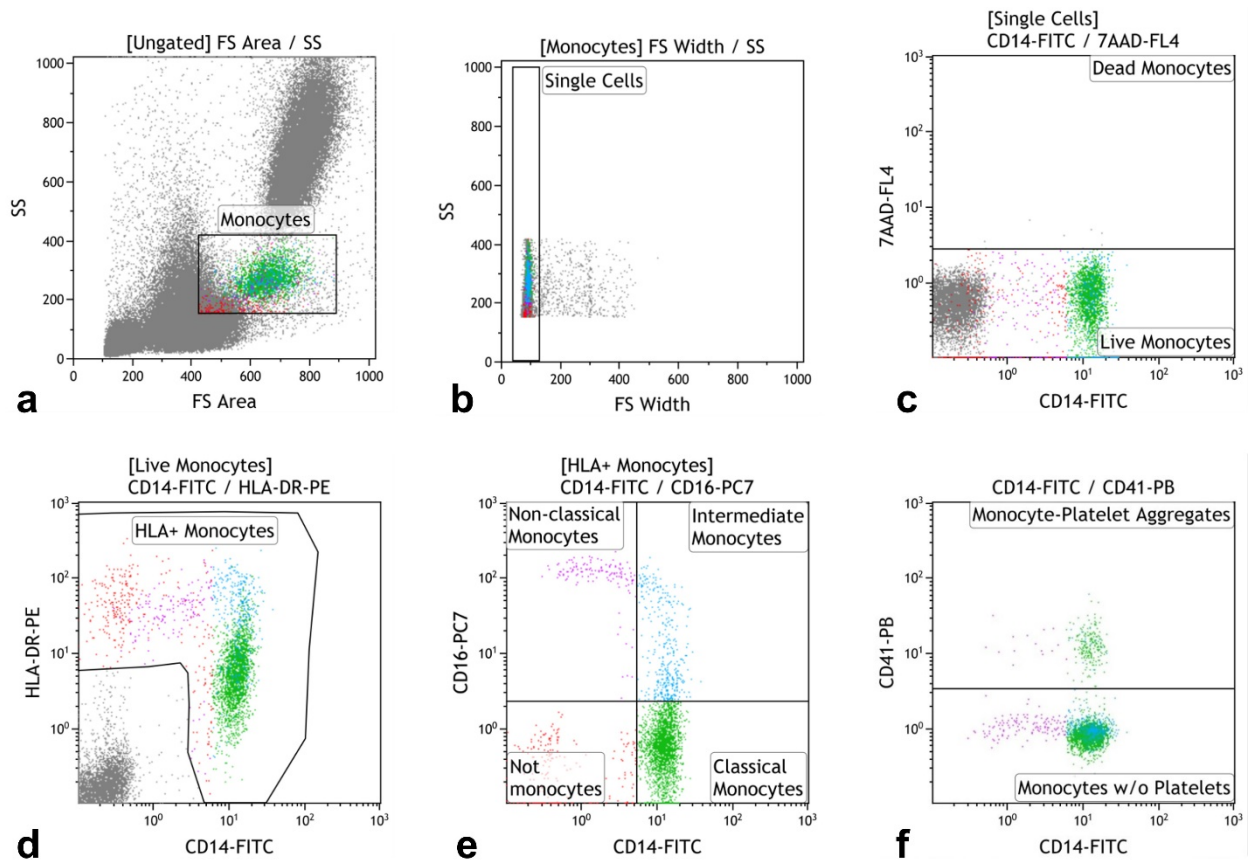 [Ungated] FS Area / SS
1000
800
600
400
200
0
SS
Monocytes
0
200
400
600
800
1000
FS Area
a
[Monocytes] FS Width / SS
1000
800
600
400
200
0
SS
Single Cells
0
200
400
600
800
1000
FS Width
b
[Single Cells]
CD14-FITC / 7AAD-FL4
10³
10²
10¹
10⁰
7AAD-FL4
Dead Monocytes
Live Monocytes
10⁰
10¹
10²
10³
CD14-FITC
c
[Live Monocytes]
CD14-FITC / HLA-DR-PE
10³
10²
10¹
10⁰
HLA-DR-PE
HLA+ Monocytes
10⁰
10¹
10²
10³
CD14-FITC
d
[HLA+ Monocytes]
CD14-FITC / CD16-PC7
10³
10²
10¹
10⁰
CD16-PC7
Non-classical
Monocytes
Intermediate
Monocytes
Not
monocytes
Classical
Monocytes
10⁰
10¹
10²
10³
CD14-FITC
e
CD14-FITC / CD41-PB
10³
10²
10¹
10⁰
CD41-PB
Monocyte-Platelet Aggregates
Monocytes w/o Platelets
10⁰
10¹
10²
10³
CD14-FITC
f